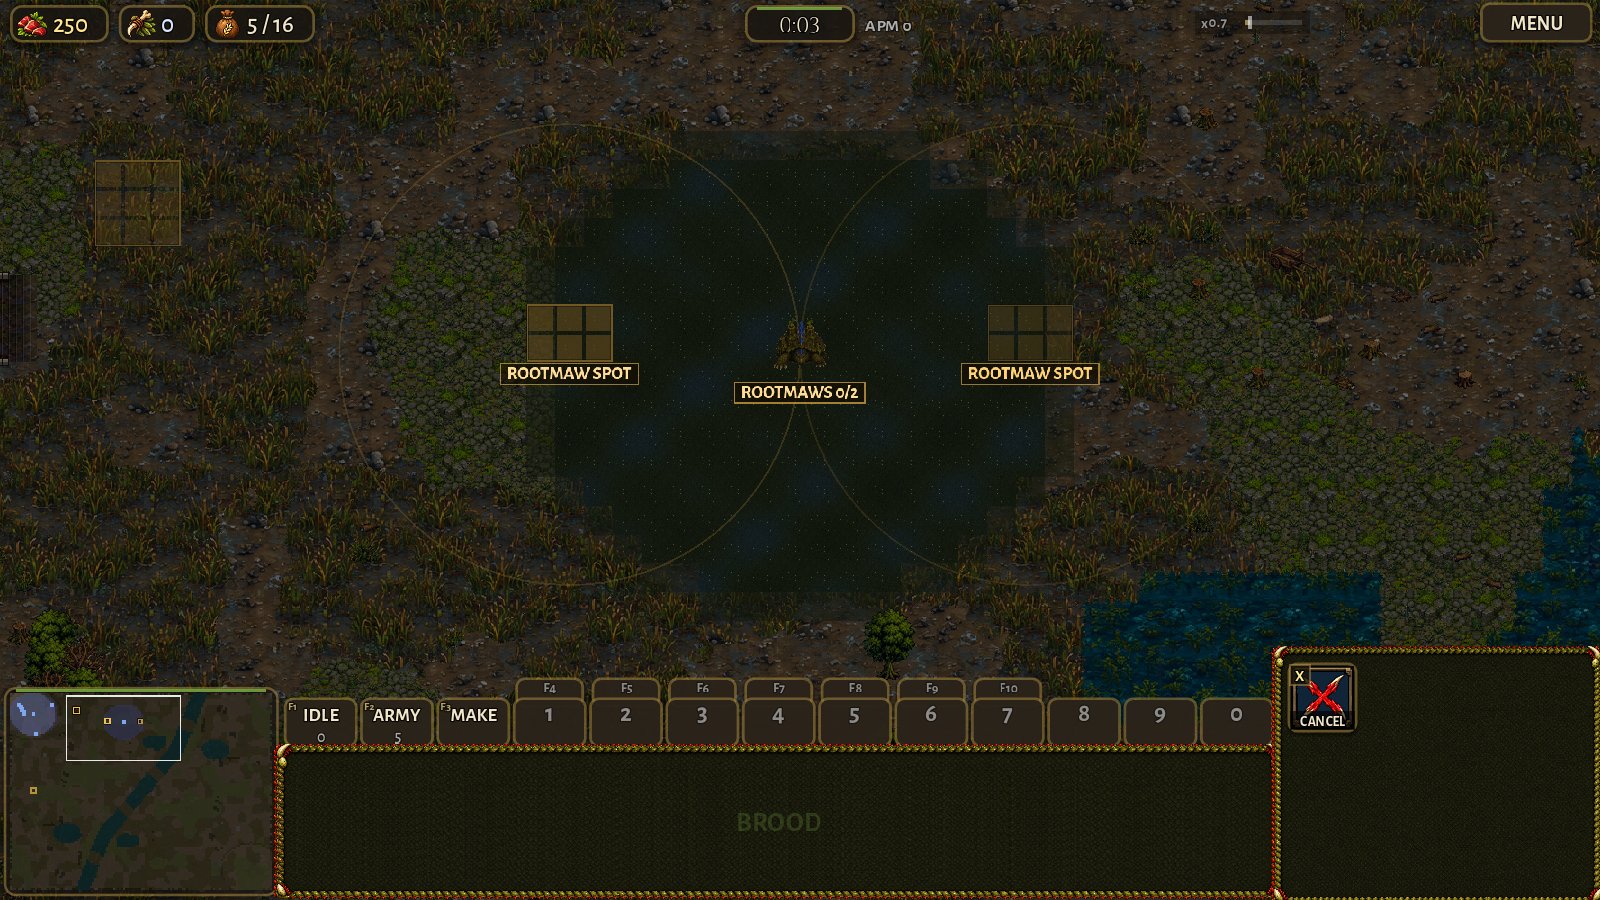 250
0
5/16
0:03
APM 0
x0.7
MENU
ROOTMAW SPOT
ROOTMAWS 0/2
ROOTMAW SPOT
F1 IDLE 0
F2 ARMY 5
F3 MAKE
F4 1
F5 2
F6 3
F7 4
F8 5
F9 6
F10 7
8
9
0
BROOD
X
CANCEL